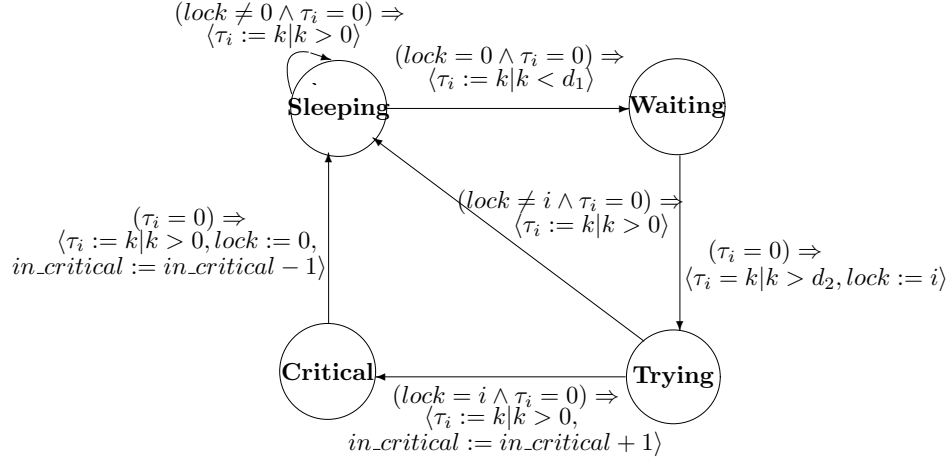 (lock ≠ 0 ∧ τ_i = 0) ⇒
⟨τ_i := k|k > 0⟩
(lock = 0 ∧ τ_i = 0) ⇒
⟨τ_i := k|k < d_1⟩
Sleeping
Waiting
(lock ≠ i ∧ τ_i = 0) ⇒
⟨τ_i := k|k > 0⟩
(τ_i = 0) ⇒
⟨τ_i := k|k > 0, lock := 0,
in_critical := in_critical − 1⟩
(τ_i = 0) ⇒
⟨τ_i = k|k > d_2, lock := i⟩
Critical
Trying
(lock = i ∧ τ_i = 0) ⇒
⟨τ_i := k|k > 0,
in_critical := in_critical + 1⟩